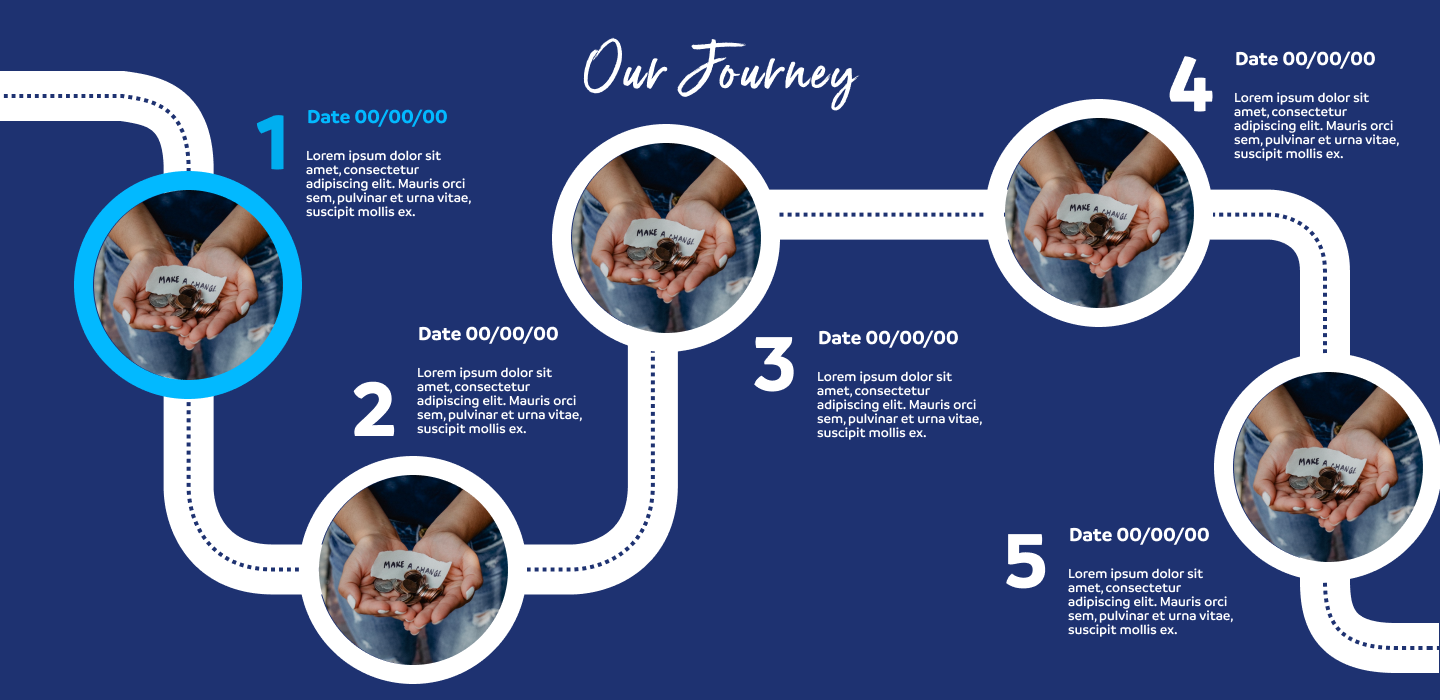 Our Journey
1
Date 00/00/00
Lorem ipsum dolor sit
amet, consectetur
adipiscing elit. Mauris orci
sem, pulvinar et urna vitae,
suscipit mollis ex.
MAKE A CHANGE
2
Date 00/00/00
Lorem ipsum dolor sit
amet, consectetur
adipiscing elit. Mauris orci
sem, pulvinar et urna vitae,
suscipit mollis ex.
MAKE A CHANGE
3
Date 00/00/00
Lorem ipsum dolor sit
amet, consectetur
adipiscing elit. Mauris orci
sem, pulvinar et urna vitae,
suscipit mollis ex.
MAKE A CHANGE
4
Date 00/00/00
Lorem ipsum dolor sit
amet, consectetur
adipiscing elit. Mauris orci
sem, pulvinar et urna vitae,
suscipit mollis ex.
MAKE A CHANGE
5
Date 00/00/00
Lorem ipsum dolor sit
amet, consectetur
adipiscing elit. Mauris orci
sem, pulvinar et urna vitae,
suscipit mollis ex.
MAKE A CHANGE